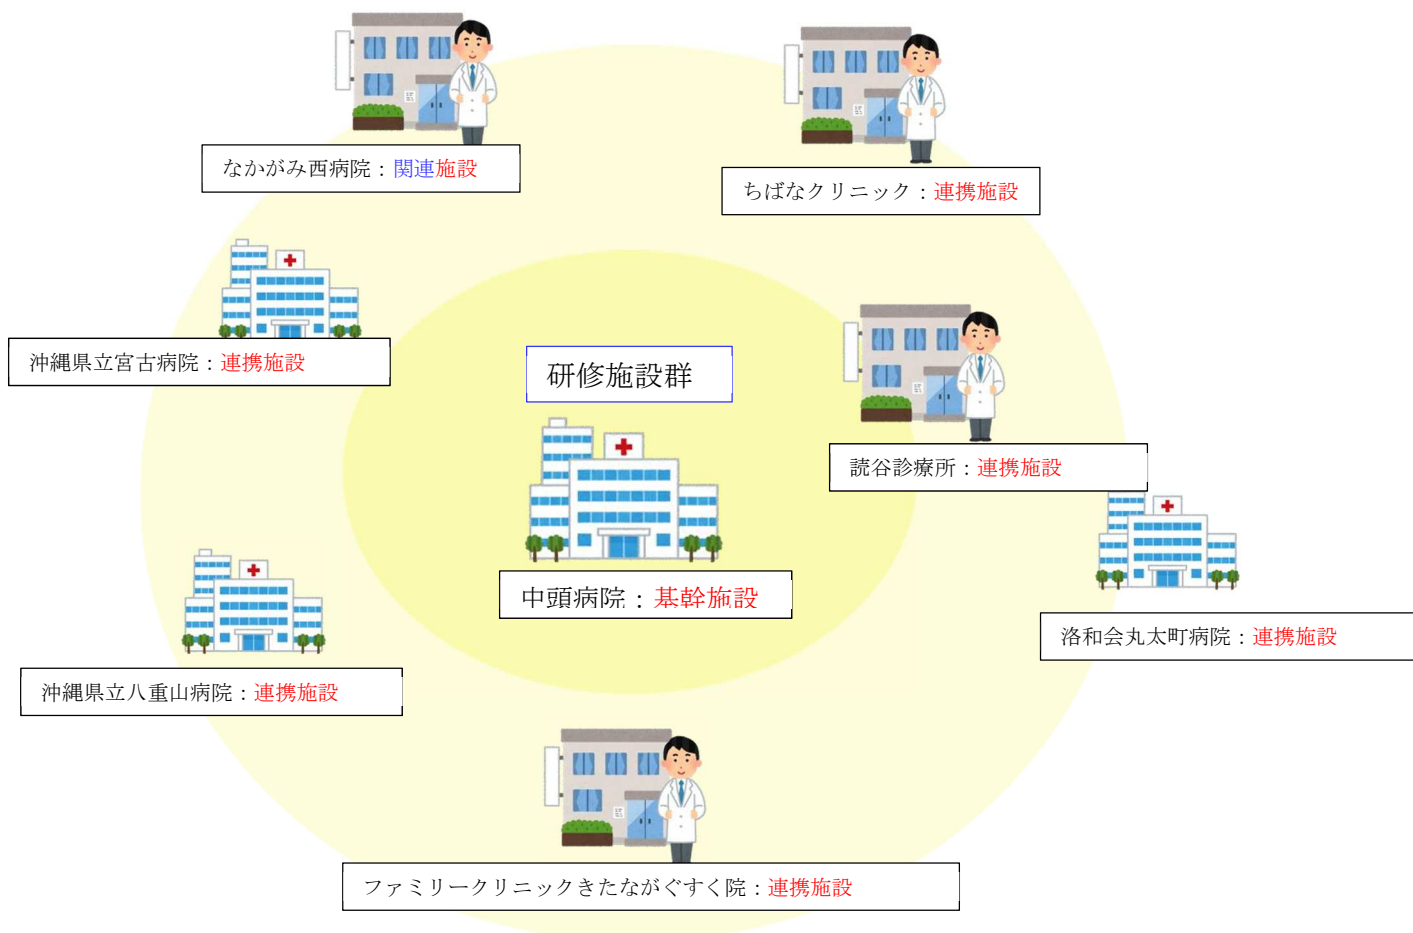 なかがみ西病院：関連施設
ちばなクリニック：連携施設
沖縄県立宮古病院：連携施設
研修施設群
読谷診療所：連携施設
中頭病院：基幹施設
洛和会丸太町病院：連携施設
沖縄県立八重山病院：連携施設
ファミリークリニックきたながぐすく院：連携施設